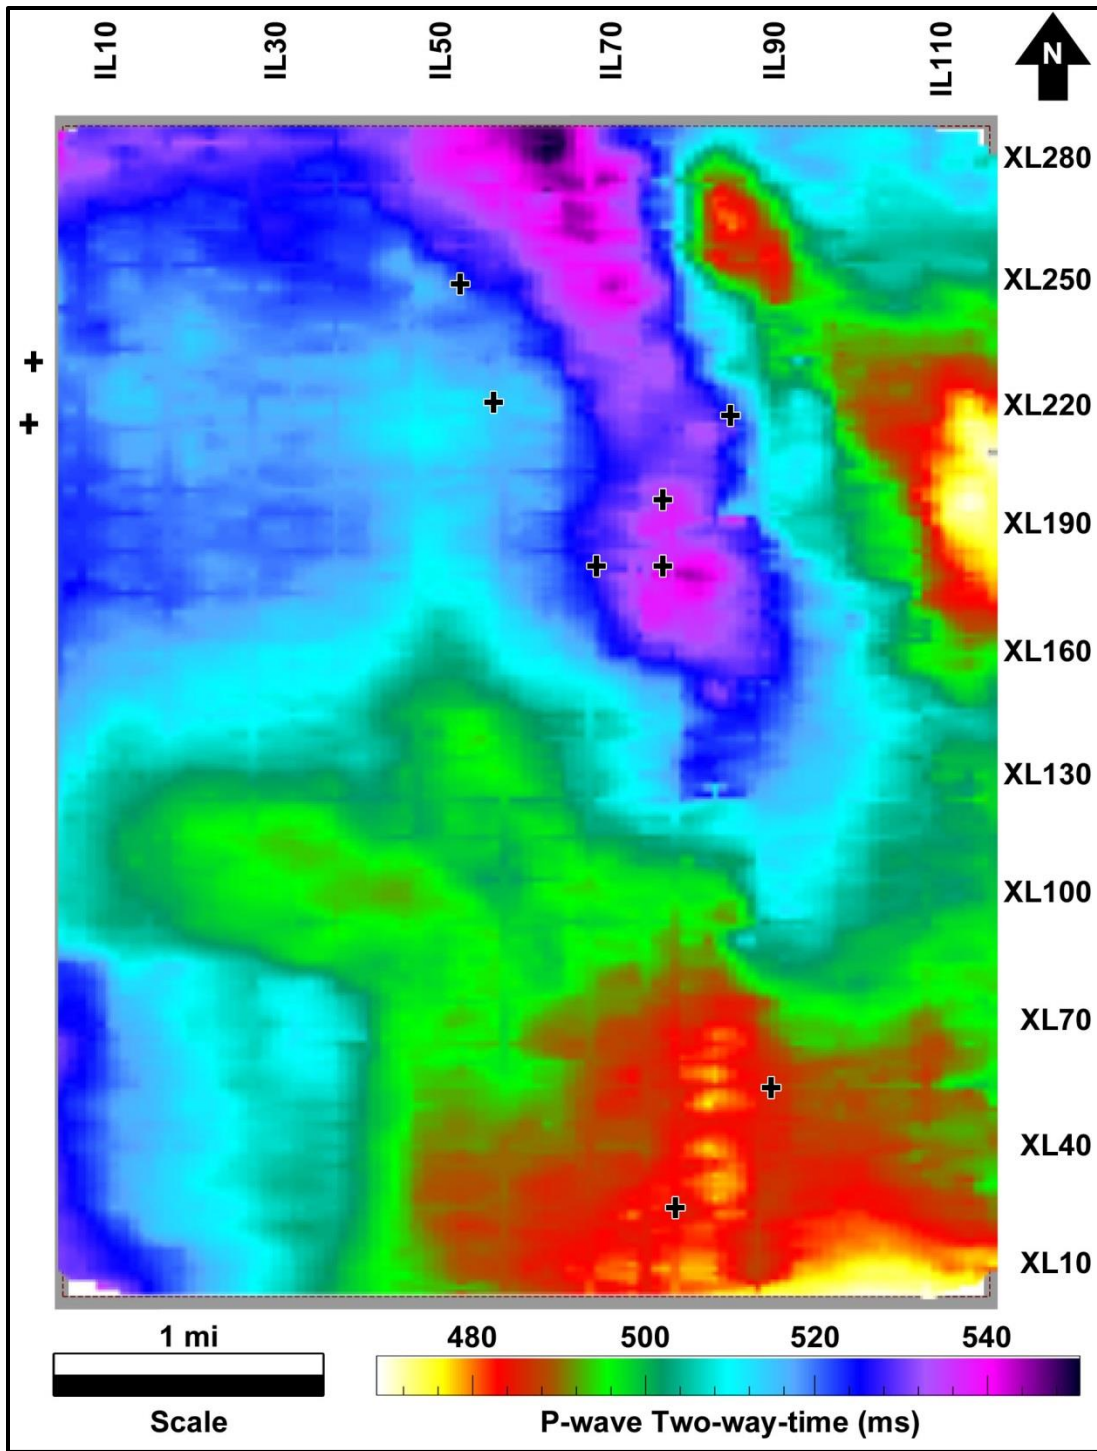 IL10 IL30 IL50 IL70 IL90 IL110 N
XL280
XL250
XL220
XL190
XL160
XL130
XL100
XL70
XL40
XL10
1 mi 480 500 520 540
Scale P-wave Two-way-time (ms)